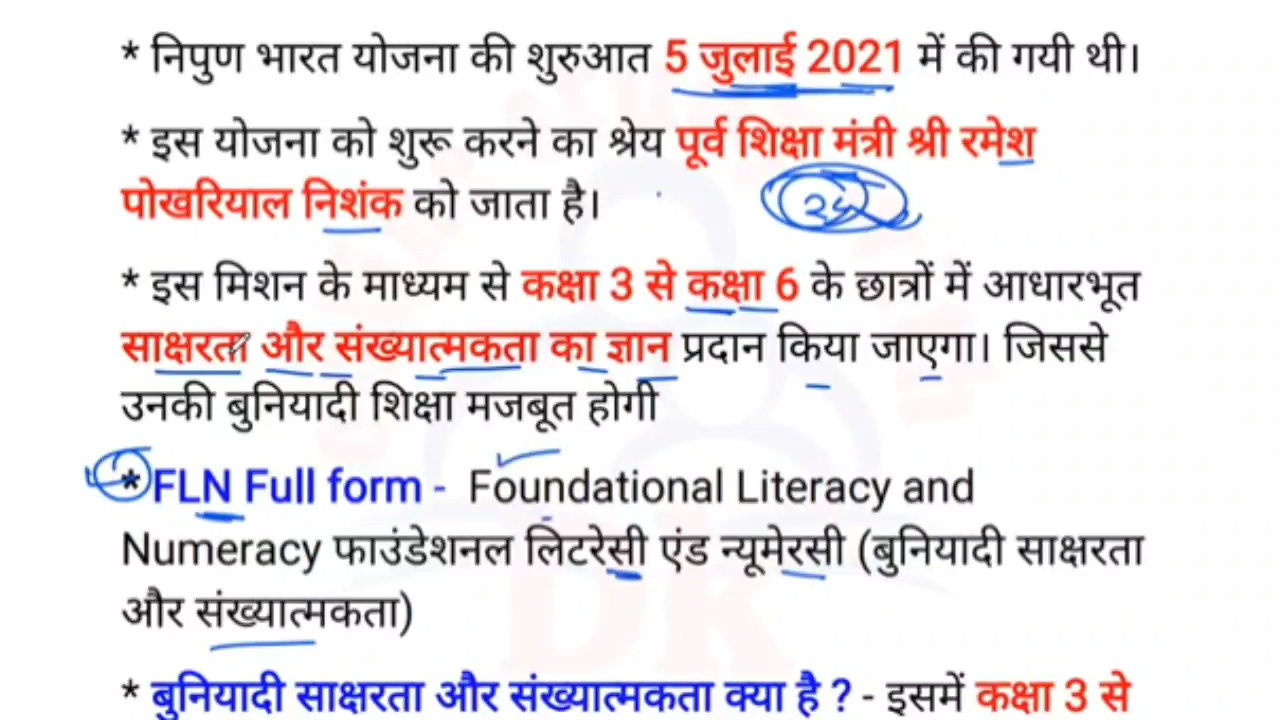 * निपुण भारत योजना की शुरुआत 5 जुलाई 2021 में की गयी थी।
* इस योजना को शुरू करने का श्रेय पूर्व शिक्षा मंत्री श्री रमेश
पोखरियाल निशंक को जाता है।
* इस मिशन के माध्यम से कक्षा 3 से कक्षा 6 के छात्रों में आधारभूत
साक्षरता और संख्यात्मकता का ज्ञान प्रदान किया जाएगा। जिससे
उनकी बुनियादी शिक्षा मजबूत होगी
* FLN Full form - Foundational Literacy and
Numeracy फाउंडेशनल लिटरेसी एंड न्यूमेरसी (बुनियादी साक्षरता
और संख्यात्मकता)
* बुनियादी साक्षरता और संख्यात्मकता क्या है ? - इसमें कक्षा 3 से